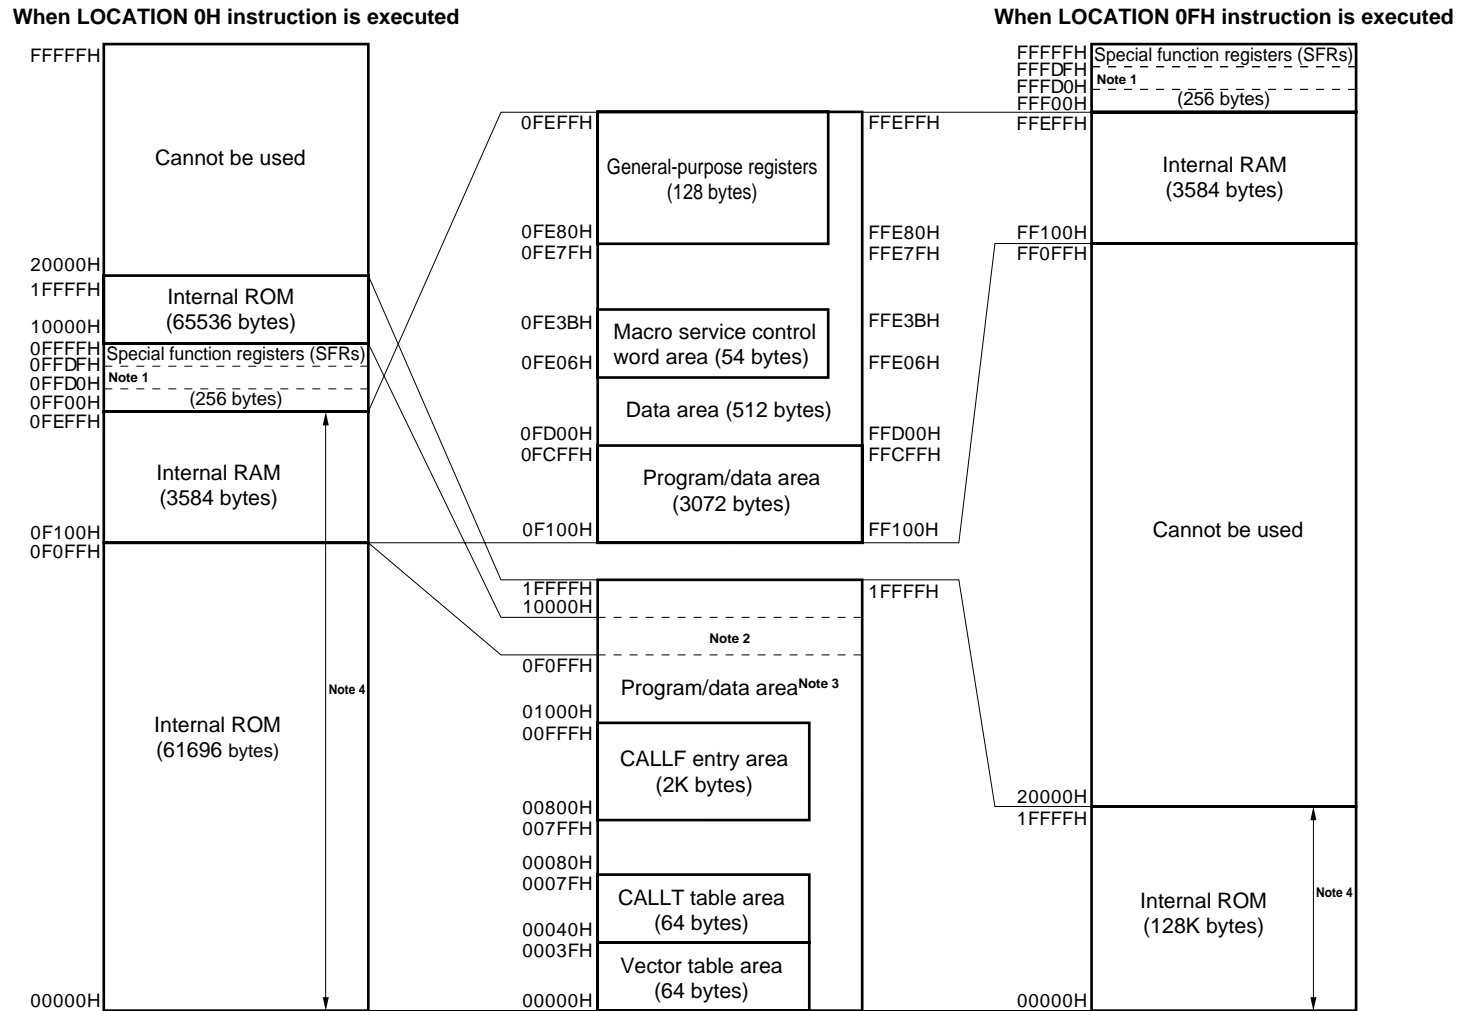 When LOCATION 0H instruction is executed
FFFFFH
Cannot be used
20000H
1FFFFH
Internal ROM
(65536 bytes)
10000H
0FFFFH
Special function registers (SFRs)
0FFDFH
Note 1
0FFD0H
(256 bytes)
0FF00H
0FEFFH
Internal RAM
(3584 bytes)
0F100H
0F0FFH
Note 4
Internal ROM
(61696 bytes)
00000H
0FEFFH
FFEFFH
General-purpose registers
(128 bytes)
0FE80H
FFE80H
0FE7FH
FFE7FH
0FE3BH
FFE3BH
Macro service control
word area (54 bytes)
0FE06H
FFE06H
Data area (512 bytes)
0FD00H
FFD00H
0FCFFH
FFCFFH
Program/data area
(3072 bytes)
0F100H
FF100H
1FFFFH
1FFFFH
10000H
Note 2
0F0FFH
Program/data area Note 3
01000H
00FFFH
CALLF entry area
(2K bytes)
00800H
007FFH
00080H
0007FH
CALLT table area
(64 bytes)
00040H
0003FH
Vector table area
(64 bytes)
00000H
When LOCATION 0FH instruction is executed
FFFFFH
Special function registers (SFRs)
FFFDFH
Note 1
FFFD0H
(256 bytes)
FFF00H
FFEFFH
Internal RAM
(3584 bytes)
FF100H
FF0FFH
Cannot be used
20000H
1FFFFH
Note 4
Internal ROM
(128K bytes)
00000H